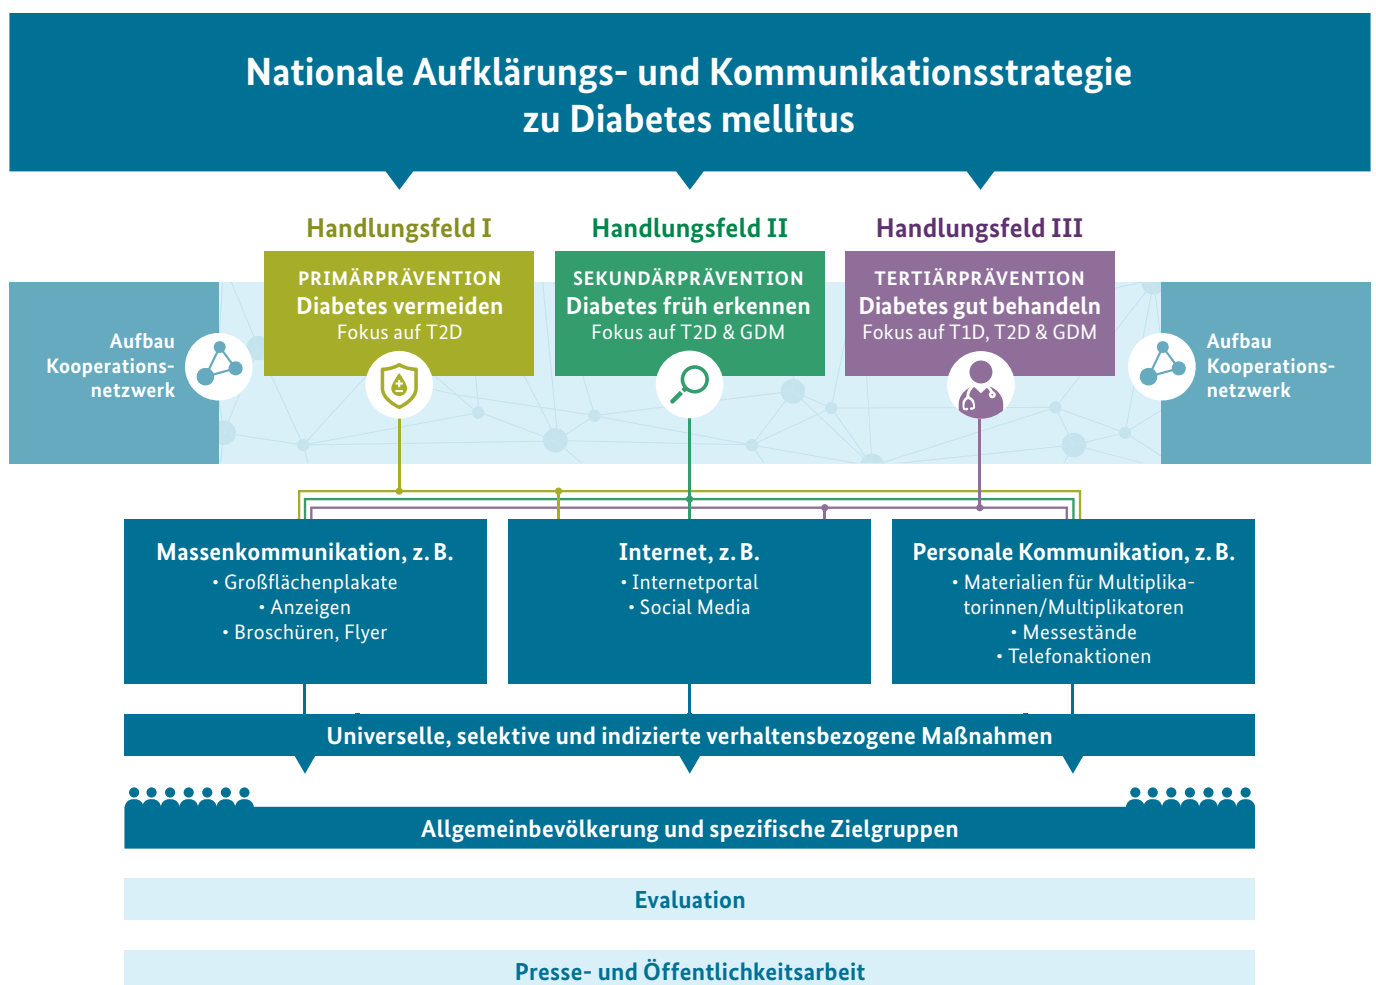 Nationale Aufklärungs- und Kommunikationsstrategie
zu Diabetes mellitus
Handlungsfeld I
PRIMÄRPRÄVENTION
Diabetes vermeiden
Fokus auf T2D
Handlungsfeld II
SEKUNDÄRPRÄVENTION
Diabetes früh erkennen
Fokus auf T2D & GDM
Handlungsfeld III
TERTIÄRPRÄVENTION
Diabetes gut behandeln
Fokus auf T1D, T2D & GDM
Aufbau
Kooperations-
netzwerk
Aufbau
Kooperations-
netzwerk
Massenkommunikation, z. B.
• Großflächenplakate
• Anzeigen
• Broschüren, Flyer
Internet, z. B.
• Internetportal
• Social Media
Personale Kommunikation, z. B.
• Materialien für Multiplika-
torinnen/Multiplikatoren
• Messestände
• Telefonaktionen
Universelle, selektive und indizierte verhaltensbezogene Maßnahmen
Allgemeinbevölkerung und spezifische Zielgruppen
Evaluation
Presse- und Öffentlichkeitsarbeit